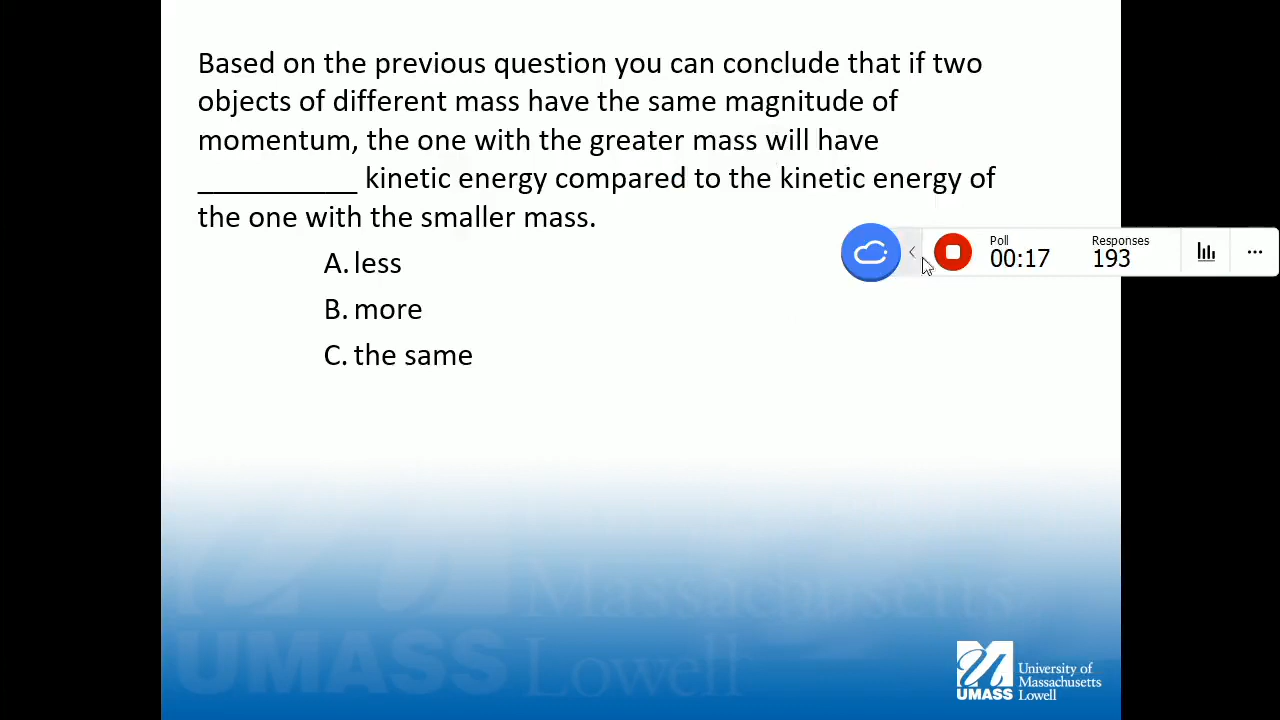 Based on the previous question you can conclude that if two
objects of different mass have the same magnitude of
momentum, the one with the greater mass will have
__________ kinetic energy compared to the kinetic energy of
the one with the smaller mass.
A. less
B. more
C. the same
Poll
00:17
Responses
193
Massachusetts
UMASS Lowell
UMASS
University of
Massachusetts
Lowell